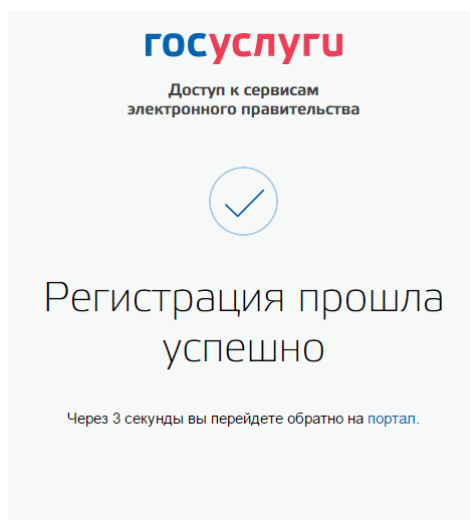 госуслуги
Доступ к сервисам
электронного правительства
Регистрация прошла
успешно
Через 3 секунды вы перейдете обратно на портал.